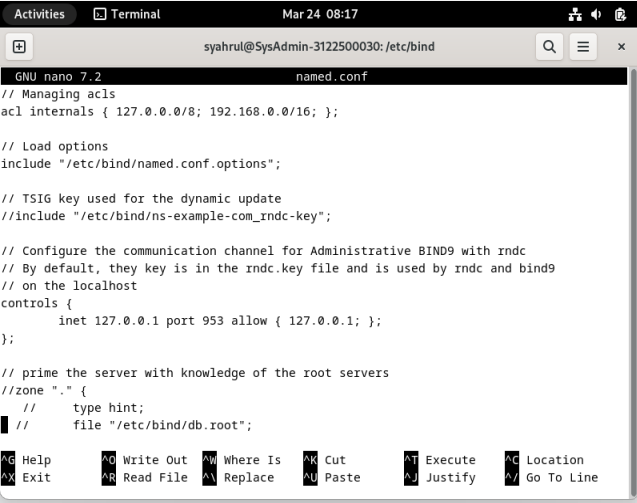 Activities Terminal Mar 24 08:17
syahrul@SysAdmin-3122500030: /etc/bind
GNU nano 7.2 named.conf
// Managing acls
acl internals { 127.0.0.0/8; 192.168.0.0/16; };
// Load options
include "/etc/bind/named.conf.options";
// TSIG key used for the dynamic update
//include "/etc/bind/ns-example-com_rndc-key";
// Configure the communication channel for Administrative BIND9 with rndc
// By default, they key is in the rndc.key file and is used by rndc and bind9
// on the localhost
controls {
inet 127.0.0.1 port 953 allow { 127.0.0.1; };
};
// prime the server with knowledge of the root servers
//zone "." {
// type hint;
// file "/etc/bind/db.root";
^G Help ^O Write Out ^W Where Is ^K Cut ^T Execute ^C Location
^X Exit ^R Read File ^\ Replace ^U Paste ^J Justify ^/ Go To Line